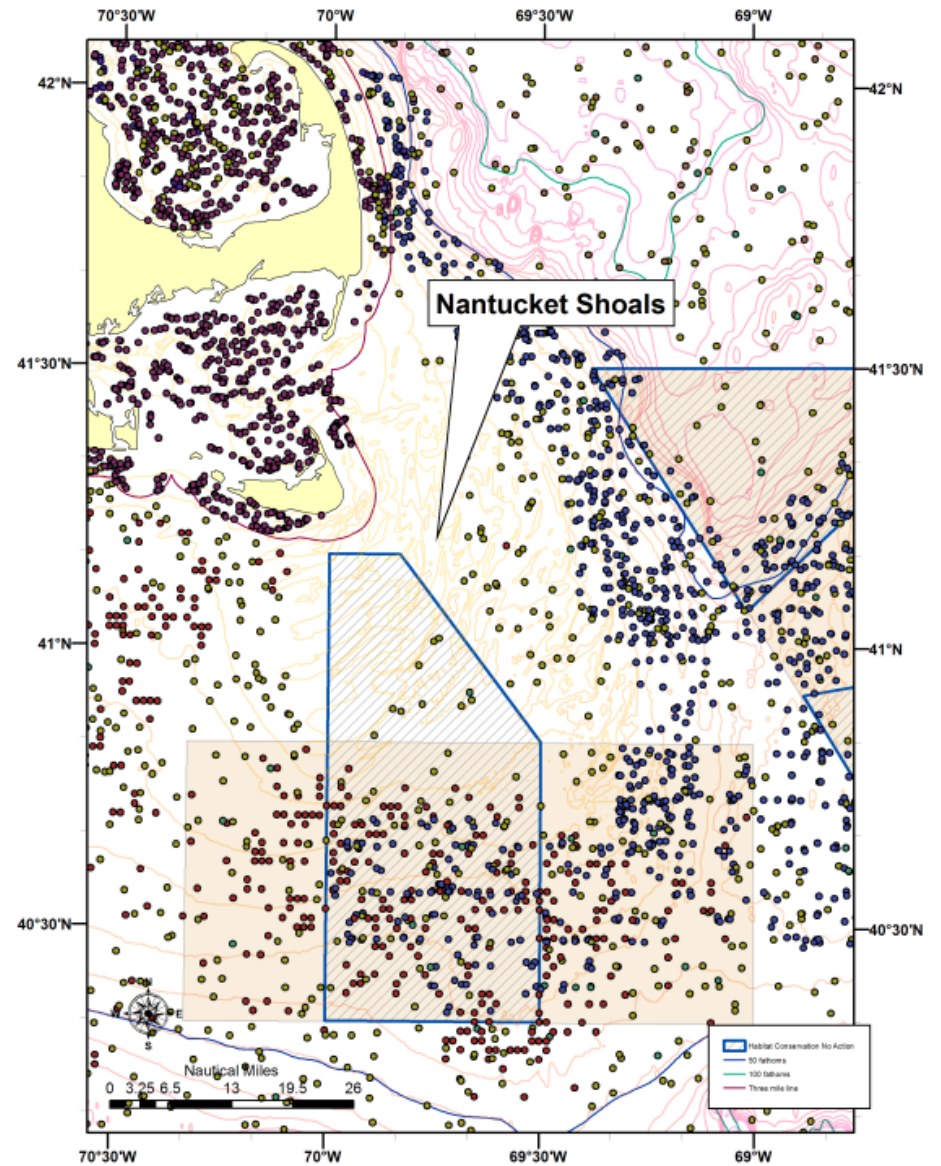 70°30'W 70°W 69°30'W 69°W
42°N 42°N
Nantucket Shoals
41°30'N 41°30'N
41°N 41°N
40°30'N 40°30'N
N
E
S
Nautical Miles
0 3.25 6.5 13 19.5 26
Habitat Conservation No Action
50 fathoms
100 fathoms
Three mile line
70°30'W 70°W 69°30'W 69°W